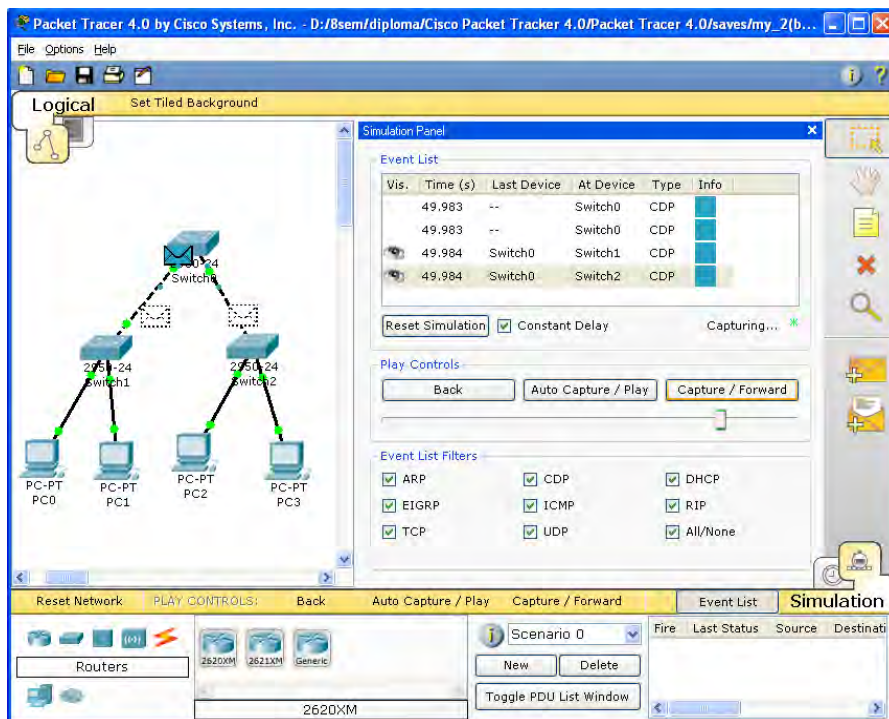 Packet Tracer 4.0 by Cisco Systems, Inc. - D:/8sem/diploma/Cisco Packet Tracker 4.0/Packet Tracer 4.0/saves/my_2(b...
File Options Help
Logical
Set Tiled Background
Simulation Panel
Event List
Vis. Time (s) Last Device At Device Type Info
49.983 -- Switch0 CDP
49.983 -- Switch0 CDP
49.984 Switch0 Switch1 CDP
49.984 Switch0 Switch2 CDP
Reset Simulation Constant Delay Capturing... *
Play Controls
Back Auto Capture / Play Capture / Forward
Event List Filters
ARP CDP DHCP
EIGRP ICMP RIP
TCP UDP All/None
Switch0
2950-24
Switch1
2950-24
Switch2
PC-PT
PC0
PC-PT
PC1
PC-PT
PC2
PC-PT
PC3
Reset Network PLAY CONTROLS: Back Auto Capture / Play Capture / Forward Event List Simulation
Routers
2620XM 2621XM Generic
2620XM
Scenario 0
New Delete
Toggle PDU List Window
Fire Last Status Source Destinati